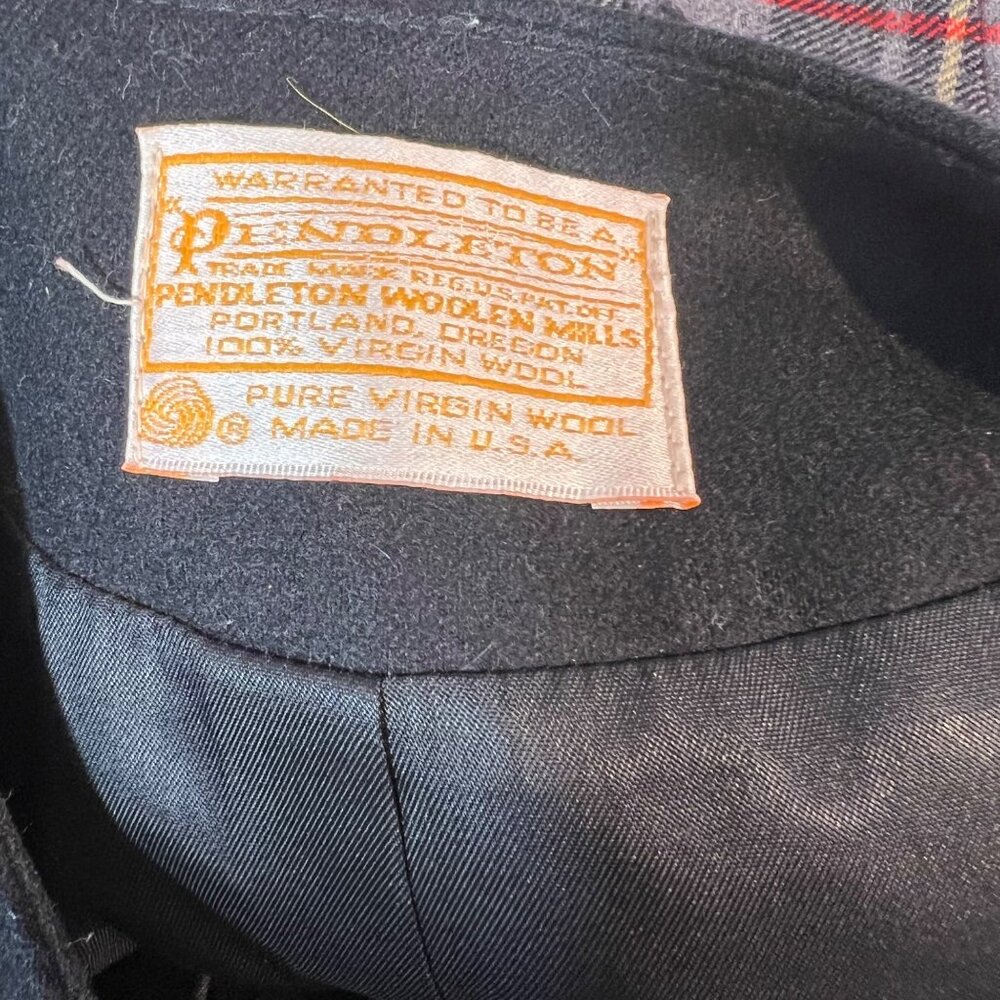 WARRANTED TO BE A
"PENDLETON"
TRADE MARK REG. U.S. PAT. OFF.
PENDLETON WOOLEN MILLS
PORTLAND, OREGON
100% VIRGIN WOOL
PURE VIRGIN WOOL
® MADE IN U.S.A.